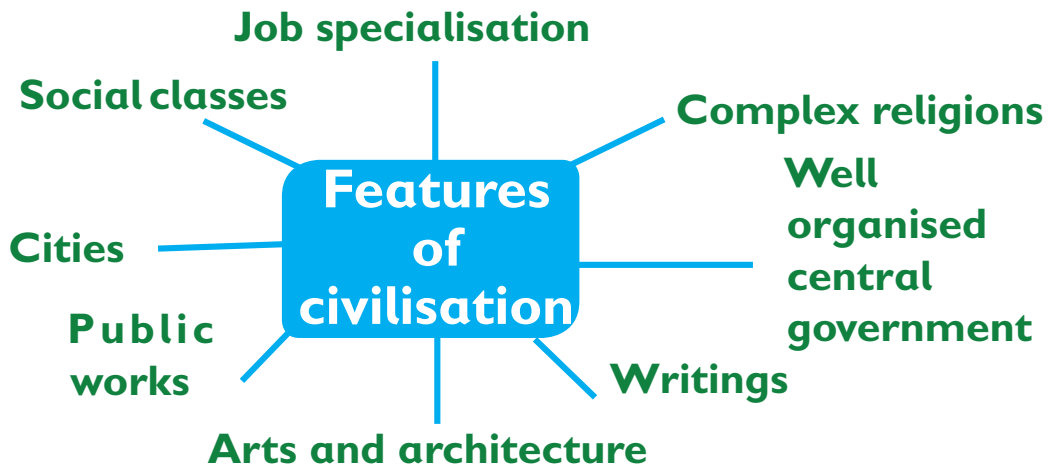 Job specialisation
Social classes
Complex religions
Features
of
civilisation
Well
organised
central
government
Cities
Public
works
Writings
Arts and architecture